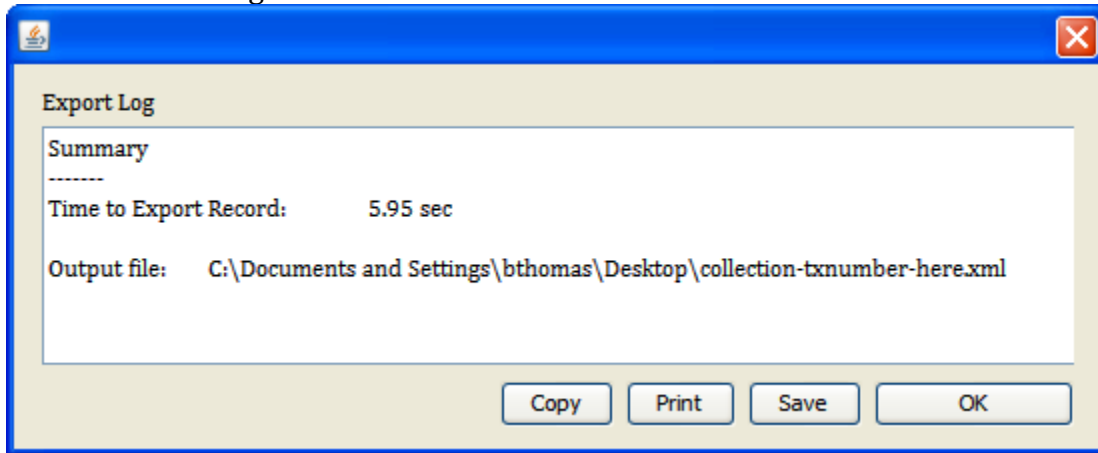 Export Log
Summary
-------
Time to Export Record: 5.95 sec
Output file: C:\Documents and Settings\bthomas\Desktop\collection-txnumber-here.xml
Copy Print Save OK